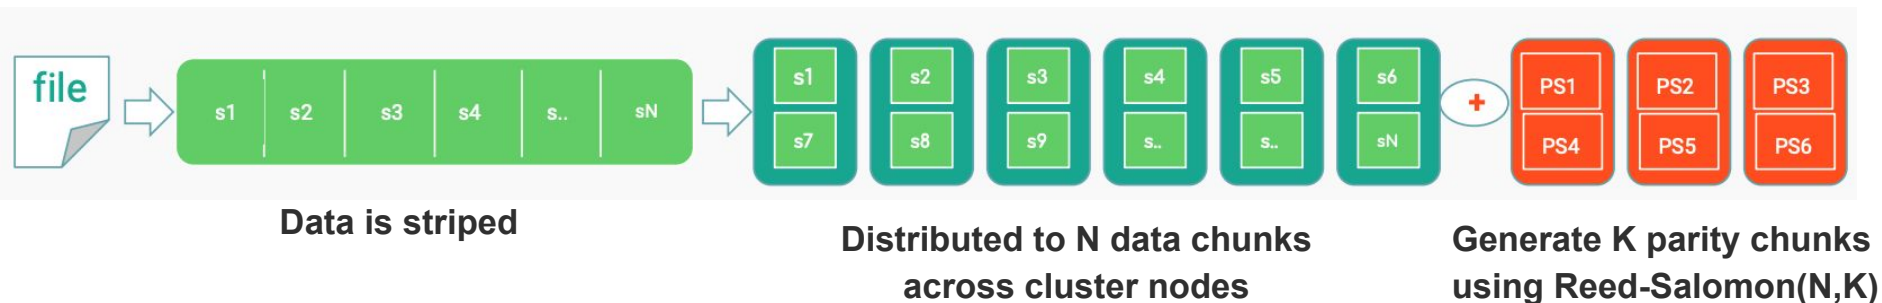 file
s1 s2 s3 s4 s.. sN
s1 s2 s3 s4 s5 s6
s7 s8 s9 s.. s.. sN
+
PS1 PS2 PS3
PS4 PS5 PS6
Data is striped
Distributed to N data chunks
across cluster nodes
Generate K parity chunks
using Reed-Salomon(N,K)